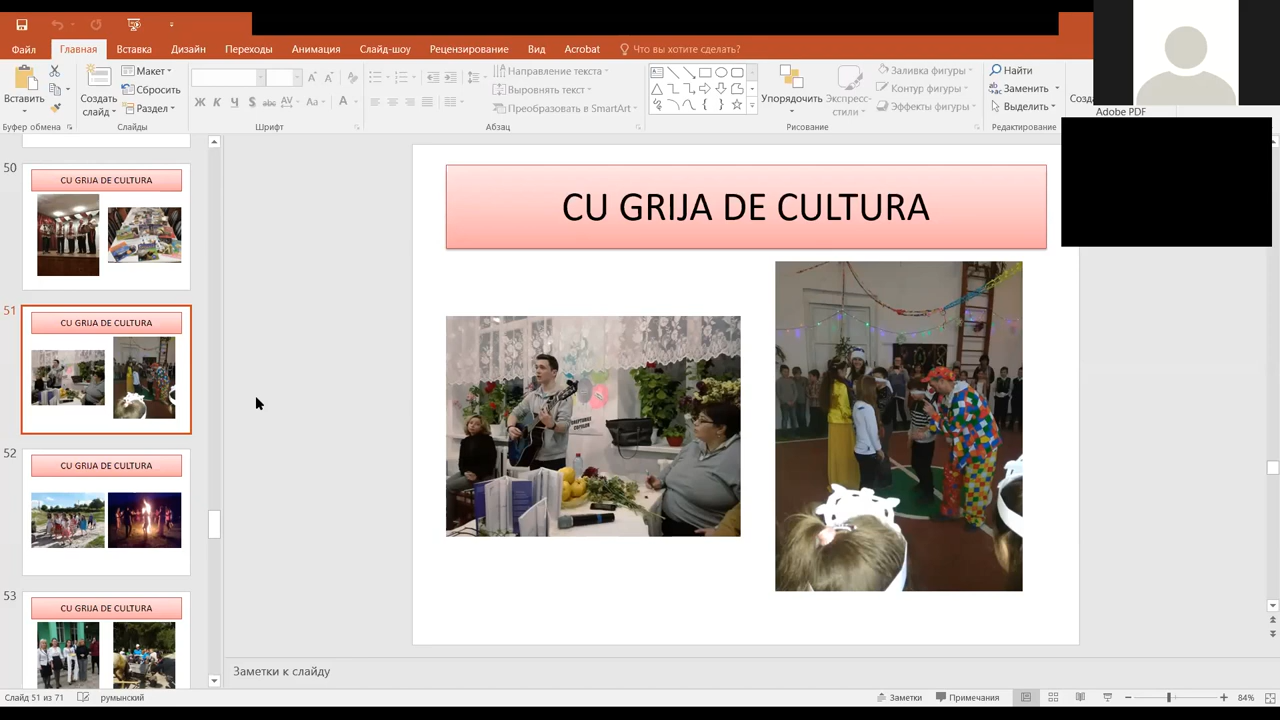 Файл Главная Вставка Дизайн Переходы Анимация Слайд-шоу Рецензирование Вид Acrobat Что вы хотите сделать?
Вставить
Буфер обмена
Создать слайд
Макет
Сбросить
Раздел
Слайды
Ж К Ч S abc AV Aa A
Шрифт
Направление текста
Выровнять текст
Преобразовать в SmartArt
Абзац
Упорядочить
Экспресс-стили
Заливка фигуры
Контур фигуры
Эффекты фигуры
Рисование
Найти
Заменить
Выделить
Редактирование
Adobe PDF
50
CU GRIJA DE CULTURA
51
CU GRIJA DE CULTURA
52
CU GRIJA DE CULTURA
53
CU GRIJA DE CULTURA
CU GRIJA DE CULTURA
Заметки к слайду
Слайд 51 из 71 румынский Заметки Примечания 84%